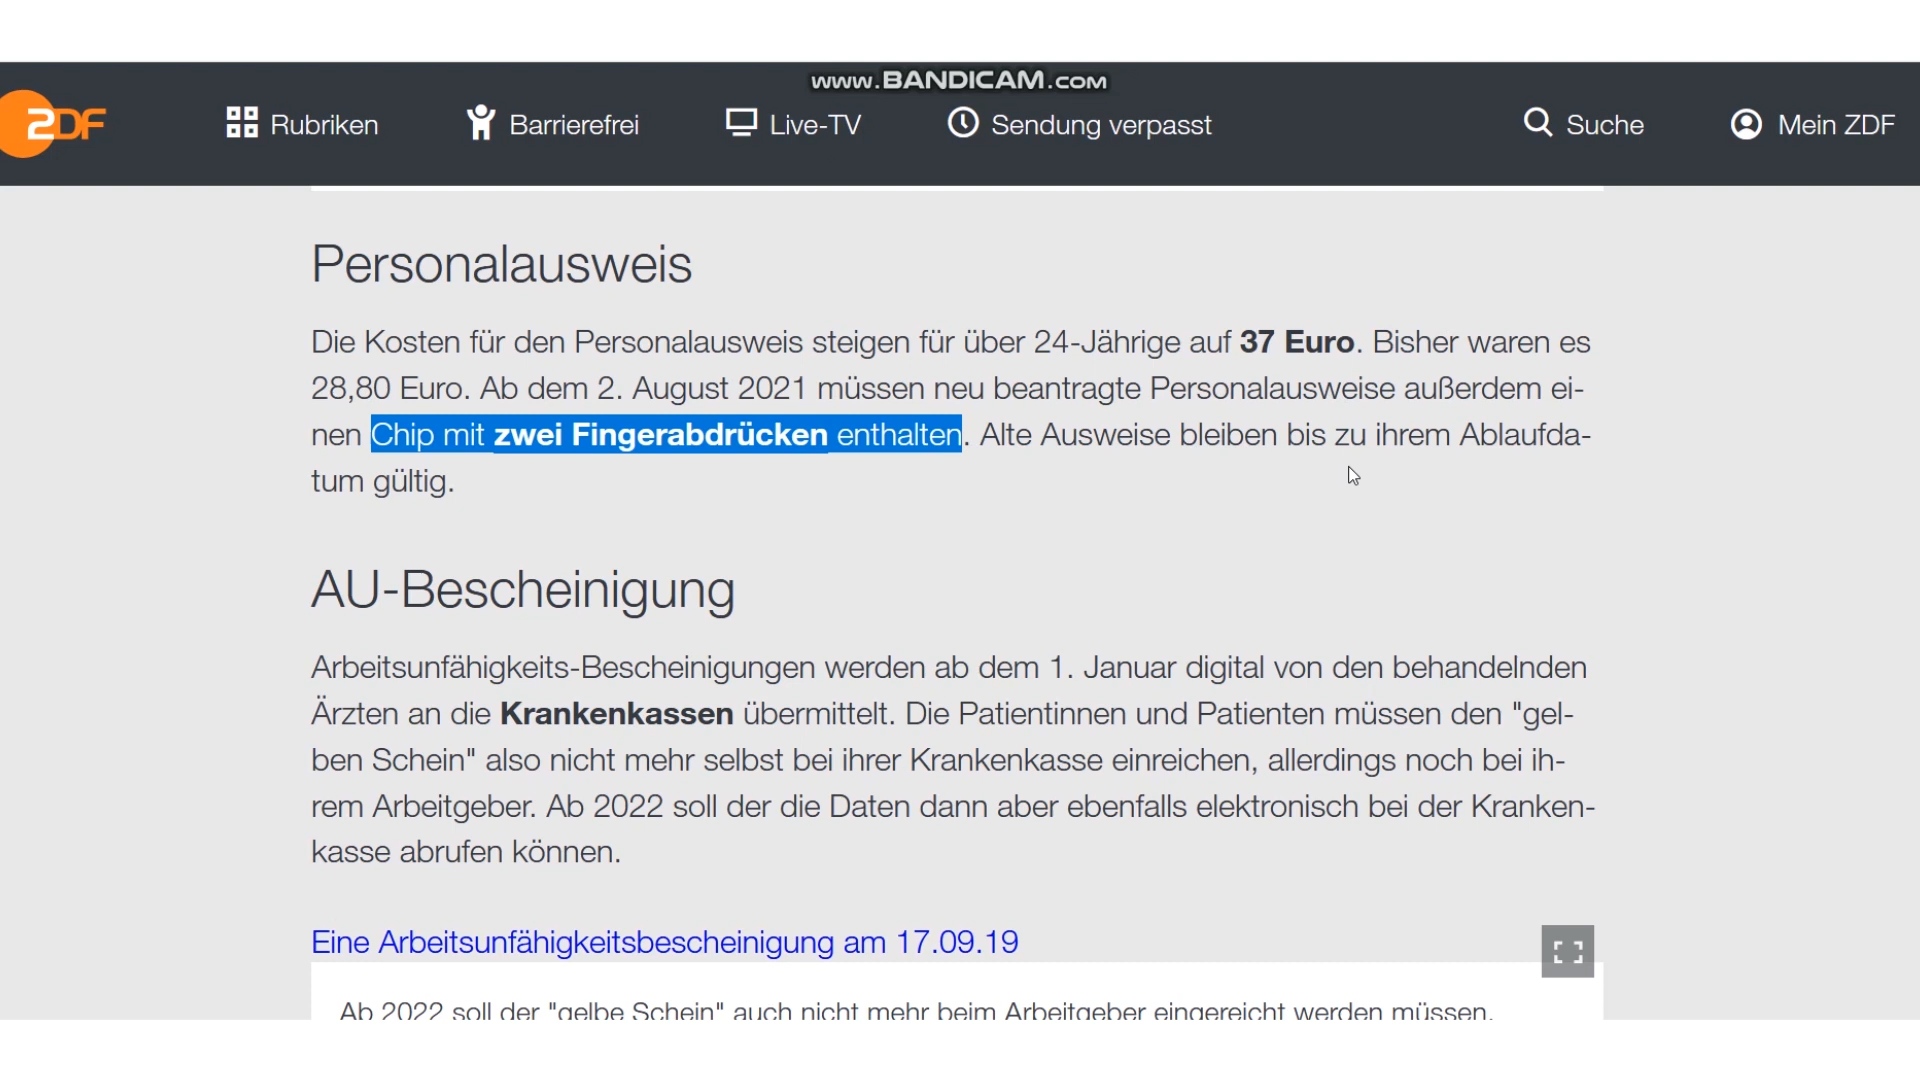 www.BANDICAM.com
ZDF Rubriken Barrierefrei Live-TV Sendung verpasst Suche Mein ZDF
Personalausweis
Die Kosten für den Personalausweis steigen für über 24-Jährige auf 37 Euro. Bisher waren es
28,80 Euro. Ab dem 2. August 2021 müssen neu beantragte Personalausweise außerdem ei-
nen Chip mit zwei Fingerabdrücken enthalten. Alte Ausweise bleiben bis zu ihrem Ablaufda-
tum gültig.
AU-Bescheinigung
Arbeitsunfähigkeits-Bescheinigungen werden ab dem 1. Januar digital von den behandelnden
Ärzten an die Krankenkassen übermittelt. Die Patientinnen und Patienten müssen den "gel-
ben Schein" also nicht mehr selbst bei ihrer Krankenkasse einreichen, allerdings noch bei ih-
rem Arbeitgeber. Ab 2022 soll der die Daten dann aber ebenfalls elektronisch bei der Kranken-
kasse abrufen können.
Eine Arbeitsunfähigkeitsbescheinigung am 17.09.19
Ab 2022 soll der "gelbe Schein" auch nicht mehr beim Arbeitgeber eingereicht werden müssen.